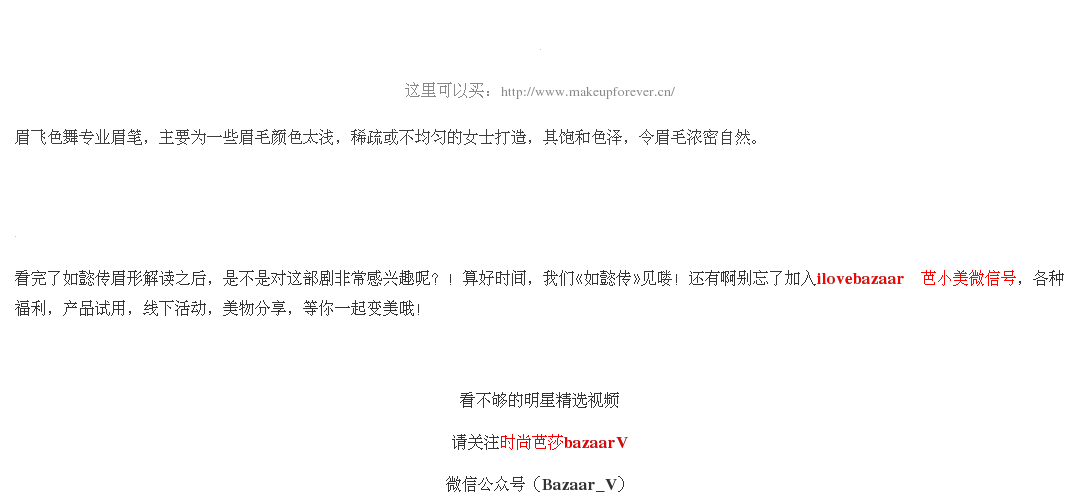 这里可以买：http://www.makeupforever.cn/
眉飞色舞专业眉笔，主要为一些眉毛颜色太浅，稀疏或不均匀的女士打造，其饱和色泽，令眉毛浓密自然。
看完了如懿传眉形解读之后，是不是对这部剧非常感兴趣呢？！算好时间，我们《如懿传》见喽！还有啊别忘了加入ilovebazaar 芭小美微信号，各种
福利，产品试用，线下活动，美物分享，等你一起变美哦！
看不够的明星精选视频
请关注时尚芭莎bazaarV
微信公众号（Bazaar_V）